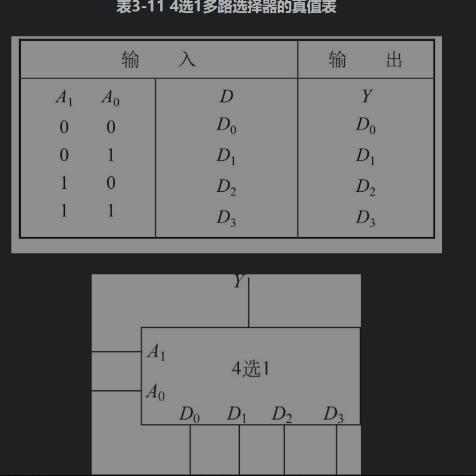 表3-11 4选1多路选择器的真值表
输 入 输 出
A₁ A₀ D Y
0 0 D₀ D₀
0 1 D₁ D₁
1 0 D₂ D₂
1 1 D₃ D₃
Y
A₁
4选1
A₀
D₀ D₁ D₂ D₃